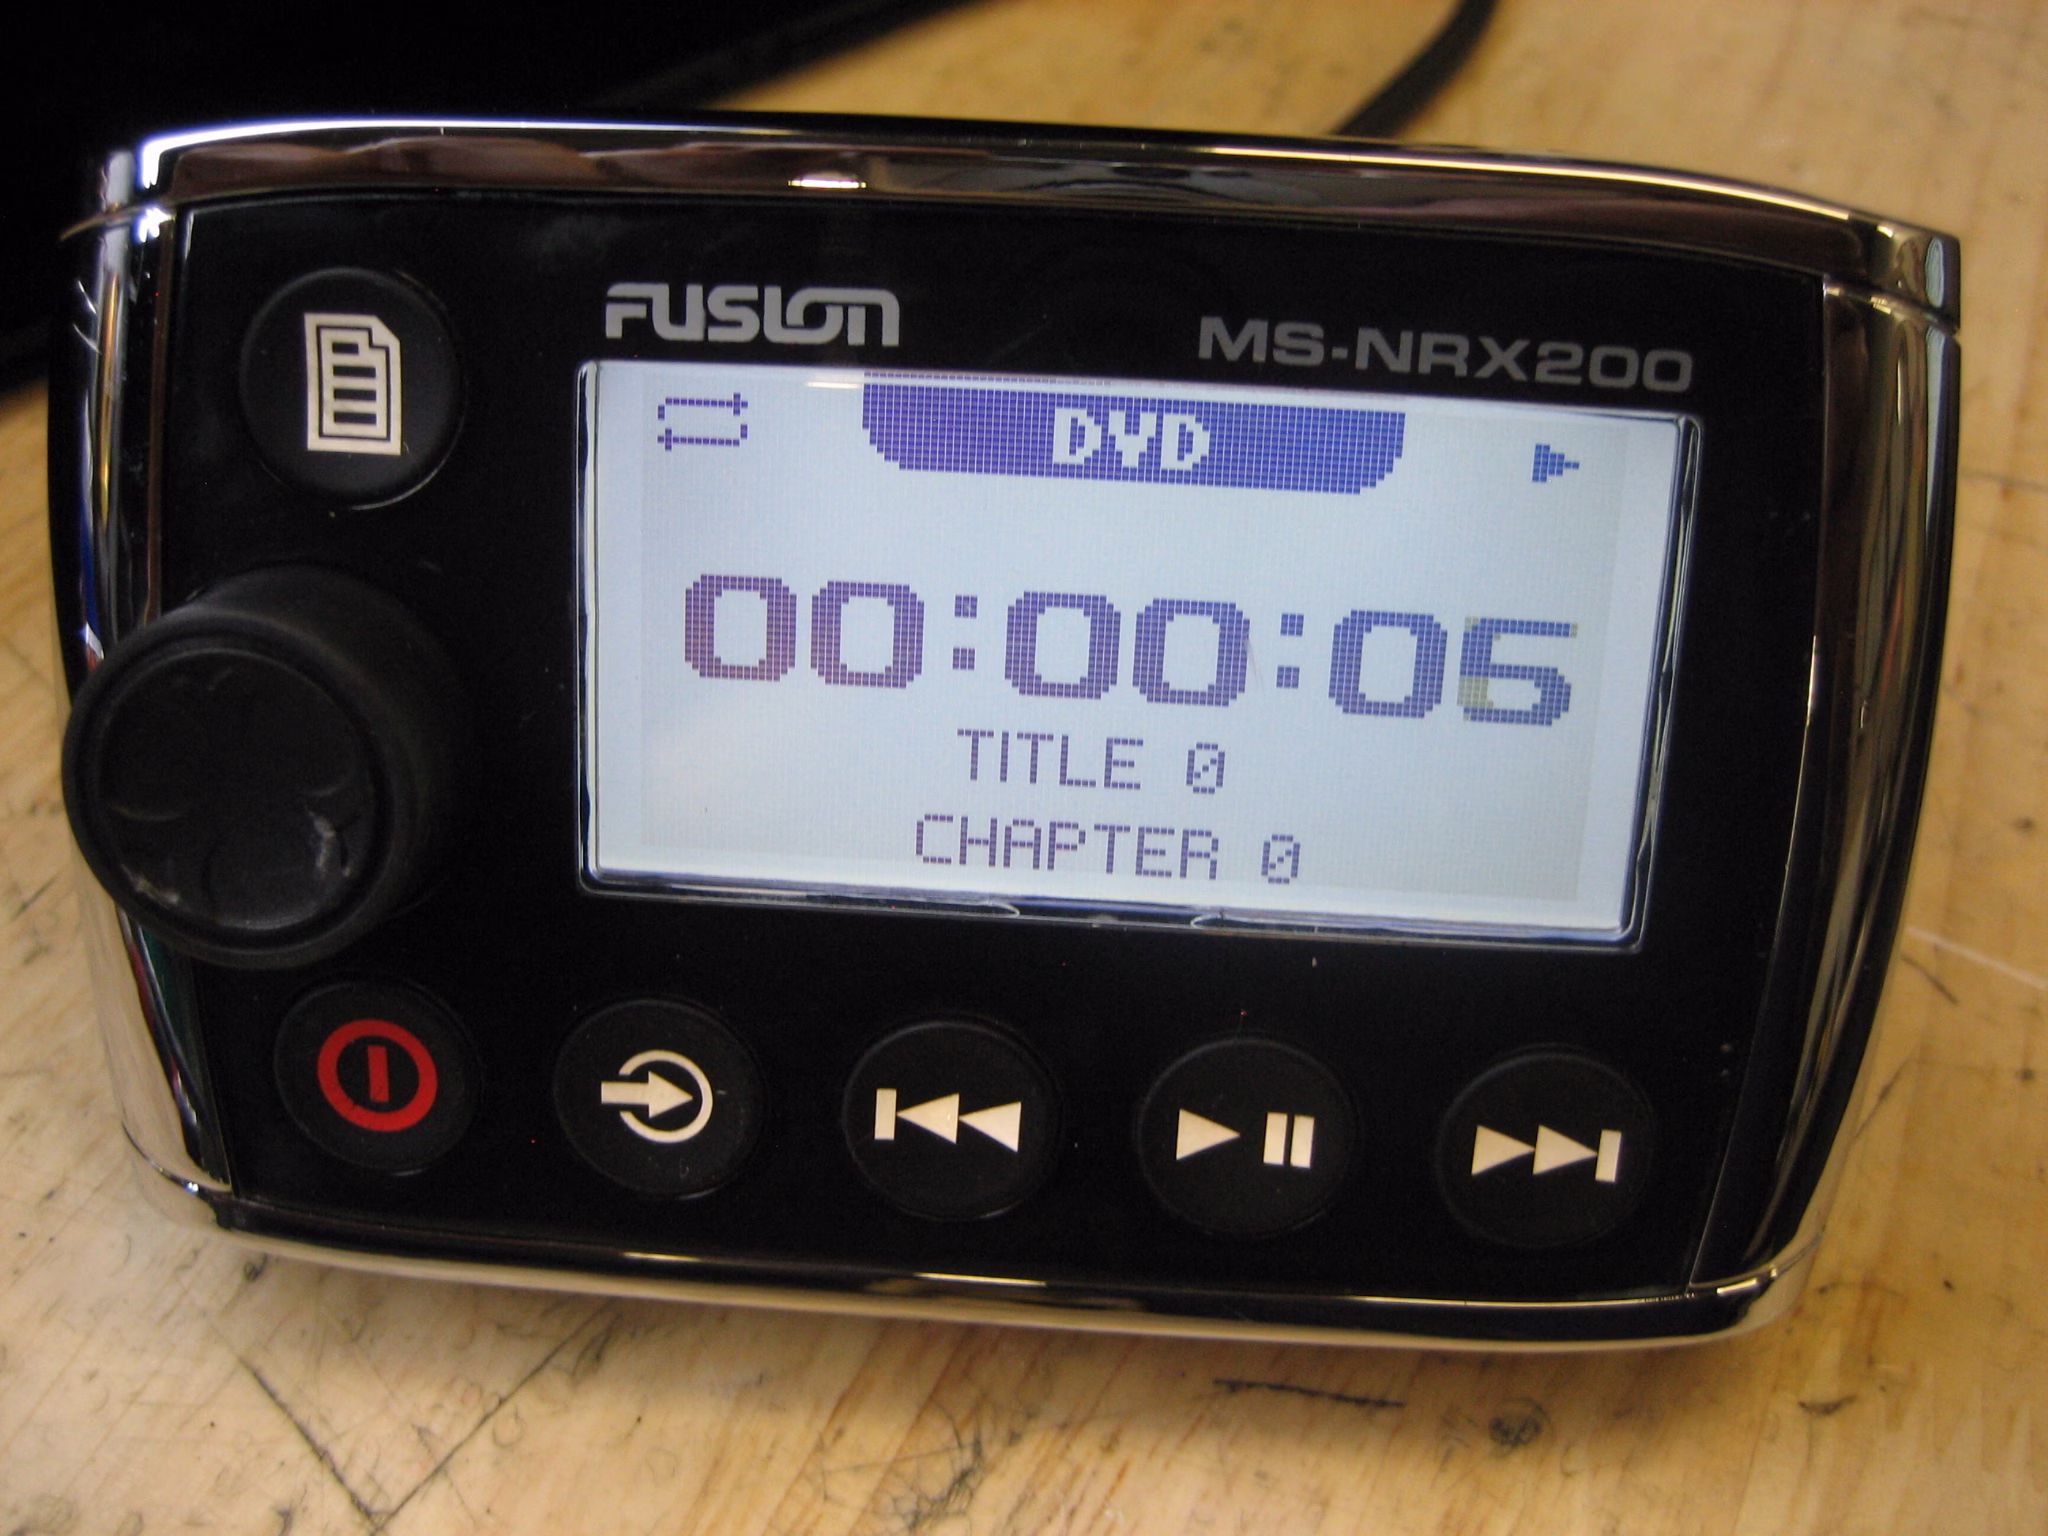 FUSION
MS-NRX200
DVD
00:00:05
TITLE 0
CHAPTER 0